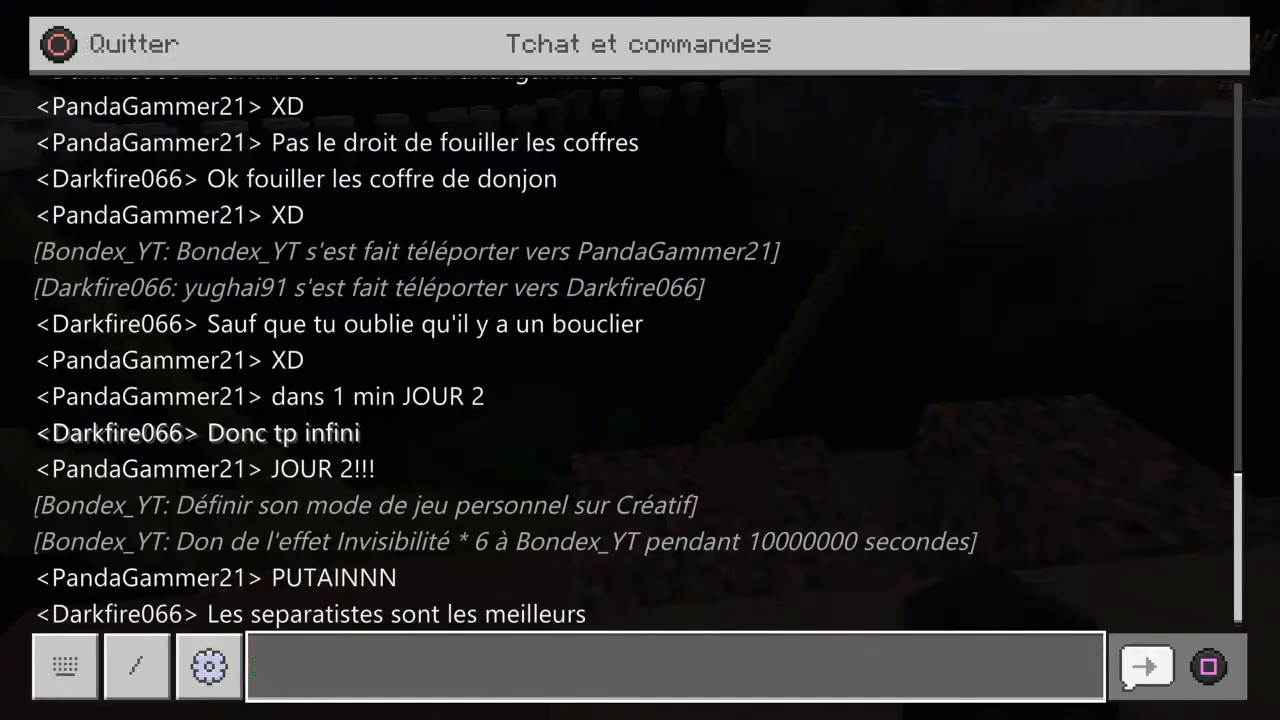 Quitter
Tchat et commandes
<PandaGammer21> XD
<PandaGammer21> Pas le droit de fouiller les coffres
<Darkfire066> Ok fouiller les coffre de donjon
<PandaGammer21> XD
[Bondex_YT: Bondex_YT s'est fait téléporter vers PandaGammer21]
[Darkfire066: yughai91 s'est fait téléporter vers Darkfire066]
<Darkfire066> Sauf que tu oublie qu'il y a un bouclier
<PandaGammer21> XD
<PandaGammer21> dans 1 min JOUR 2
<Darkfire066> Donc tp infini
<PandaGammer21> JOUR 2!!!
[Bondex_YT: Définir son mode de jeu personnel sur Créatif]
[Bondex_YT: Don de l'effet Invisibilité * 6 à Bondex_YT pendant 10000000 secondes]
<PandaGammer21> PUTAINNN
<Darkfire066> Les separatistes sont les meilleurs